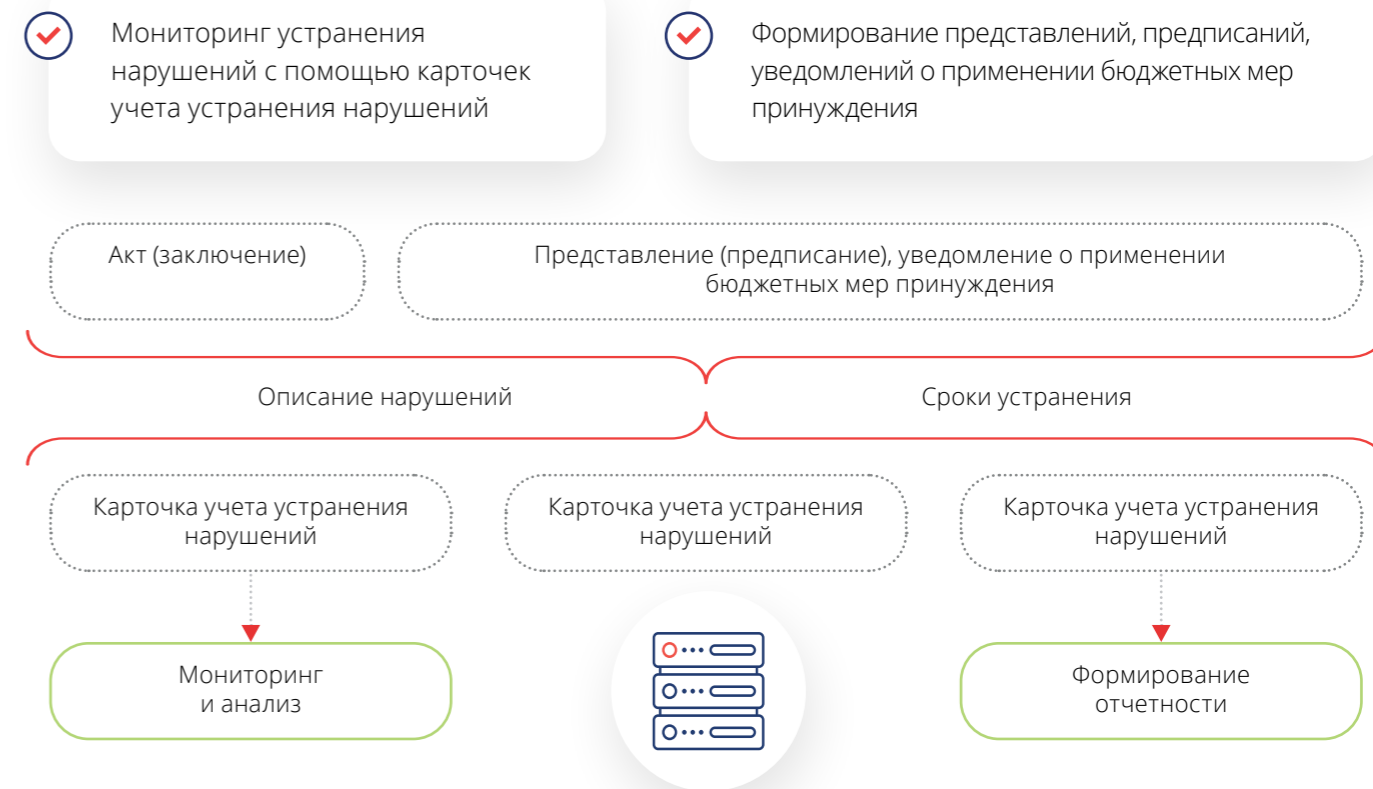 Мониторинг устранения
нарушений с помощью карточек
учета устранения нарушений
Формирование представлений, предписаний,
уведомлений о применении бюджетных мер
принуждения
Акт (заключение)
Представление (предписание), уведомление о применении
бюджетных мер принуждения
Описание нарушений
Сроки устранения
Карточка учета устранения
нарушений
Карточка учета устранения
нарушений
Карточка учета устранения
нарушений
Мониторинг
и анализ
Формирование
отчетности